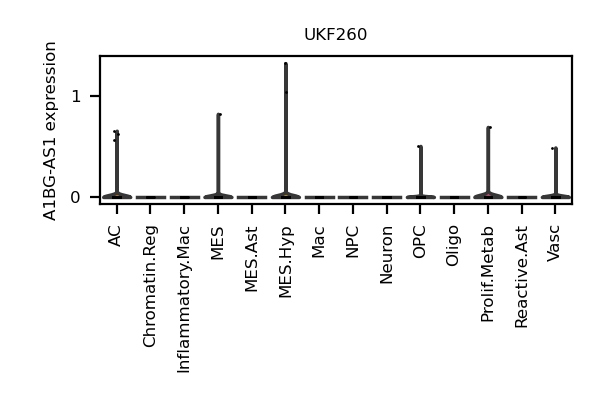 UKF260
A1BG-AS1 expression
1
0
AC
Chromatin.Reg
Inflammatory.Mac
MES
MES.Ast
MES.Hyp
Mac
NPC
Neuron
OPC
Oligo
Prolif.Metab
Reactive.Ast
Vasc